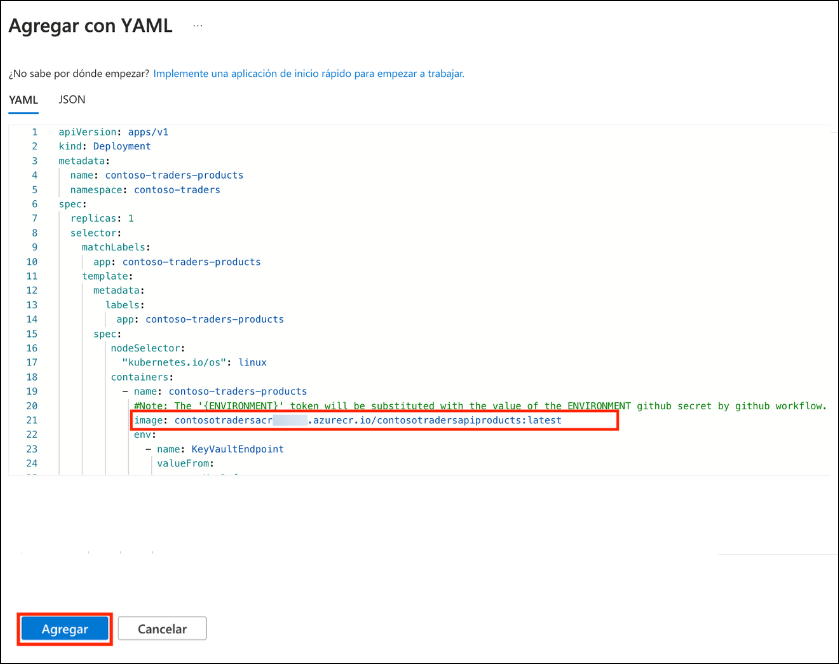 Agregar con YAML ...
¿No sabe por dónde empezar? Implemente una aplicación de inicio rápido para empezar a trabajar.
YAML JSON
1 apiVersion: apps/v1
2 kind: Deployment
3 metadata:
4 name: contoso-traders-products
5 namespace: contoso-traders
6 spec:
7 replicas: 1
8 selector:
9 matchLabels:
10 app: contoso-traders-products
11 template:
12 metadata:
13 labels:
14 app: contoso-traders-products
15 spec:
16 nodeSelector:
17 "kubernetes.io/os": linux
18 containers:
19 - name: contoso-traders-products
20 #Note: The '{ENVIRONMENT}' token will be substituted with the value of the ENVIRONMENT github secret by github workflow.
21 image: contosotradersacr .azurecr.io/contosotradersapiproducts:latest
22 env:
23 - name: KeyVaultEndpoint
24 valueFrom:
Agregar Cancelar